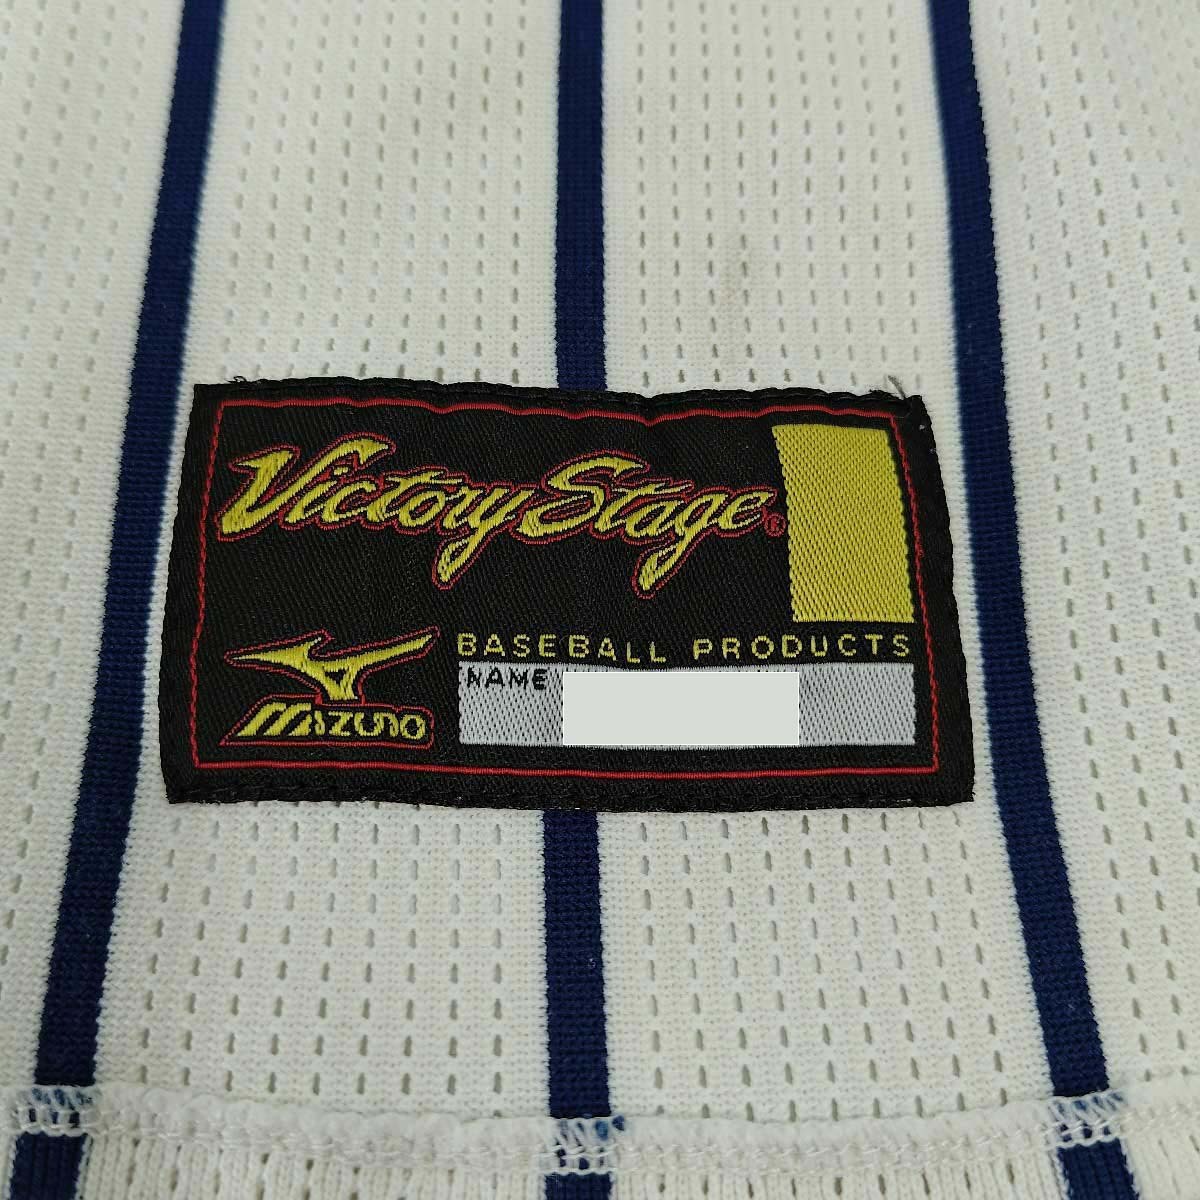 Victory Stage®
BASEBALL PRODUCTS
NAME
MIZUNO